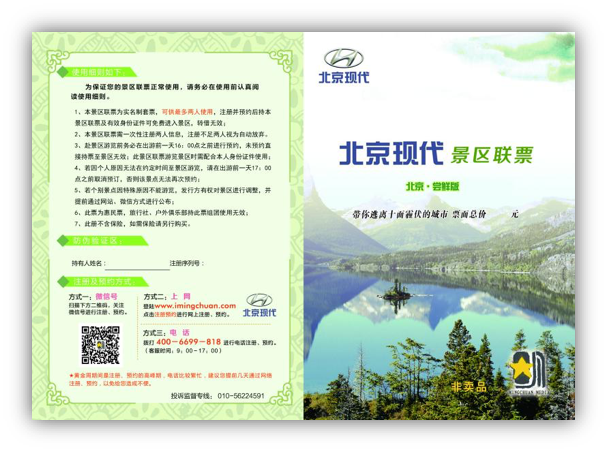 使用细则如下：
为保证您的景区联票正常使用，请务必在使用前认真阅
读使用细则。
1、本景区联票为实名制套票，可供最多两人使用，注册并预约后持本
景区联票及有效身份证件可免费进入景区，转借无效；
2、本景区联票需一次性注册两人信息，注册不足两人视为自动放弃、
3、赴景区游览前务必在出游前一天16：00点之前进行预约，未预约直
接持票至景区无效；此景区联票游览景区时需配合本人身份证件使用；
4、若因个人原因无法在约定时间至景区游览，请在出游前一天17：00
点之前取消预订，否则该景点无法再次预约；
5、若个别景点因特殊原因不能游览，发行方有权对景区进行调整，并
提前通过网站、微信方式进行公布；
6、此票为惠民票，旅行社，户外俱乐部持此票组团使用无效；
7、此册不含保险，如需保险请另行购买。
防伪验证区：
持有人姓名：
注册序列号：
注册及预约方式：
方式一：微信号
扫描下方二维码，关注
微信号进行注册、预约。
方式二：上 网
登陆www.imingchuan.com
点击注册预约进行网上注册、预约。
北京现代
方式三：电 话
拨打 400-6699-818 进行电话注册、预约。
（客服时间：9：00-17：00）
★黄金周期间是注册、预约的高峰期，电话比较繁忙，建议您提前几天通过网络
注册、预约，以免给您造成不便。
投诉监督专线： 010-56224591
北京现代
北京现代 景区联票
北京·尝鲜版
带你逃离十面霾伏的城市 票面总价 元
非卖品